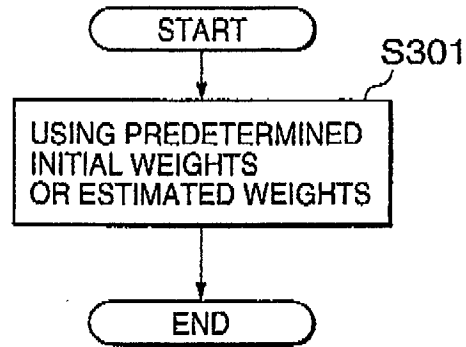 START
S301
USING PREDETERMINED
INITIAL WEIGHTS
OR ESTIMATED WEIGHTS
END